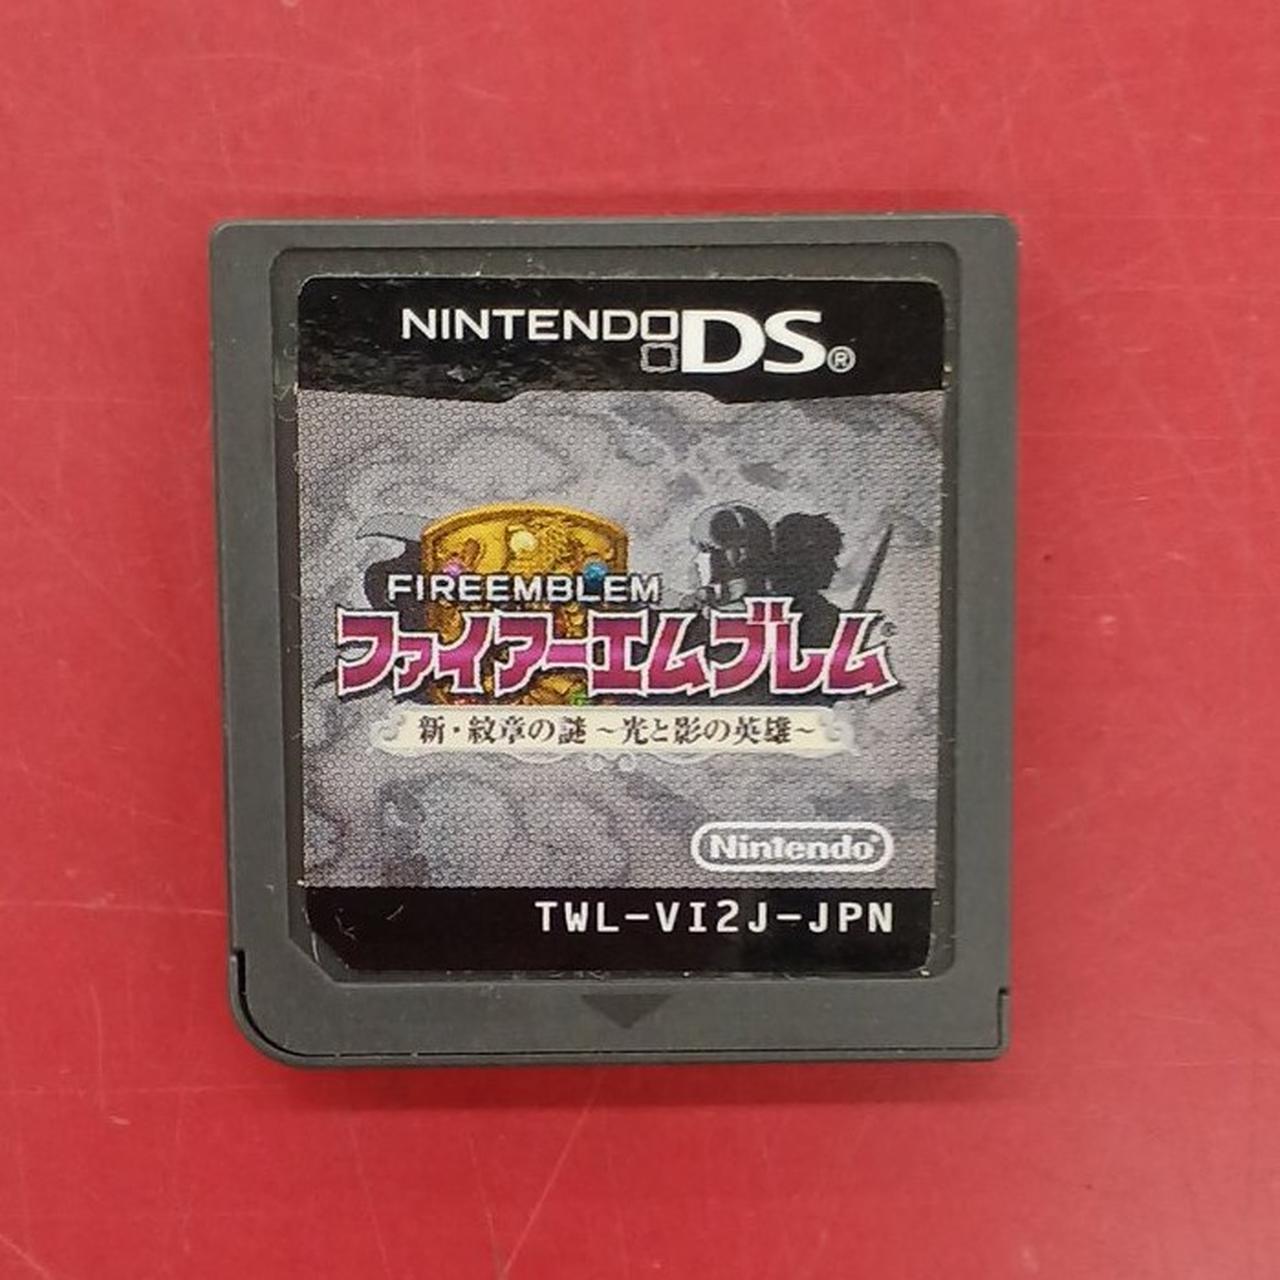 NINTENDO DS®
FIREEMBLEM
ファイアーエムブレム
新・紋章の謎～光と影の英雄～
Nintendo®
TWL-VI2J-JPN